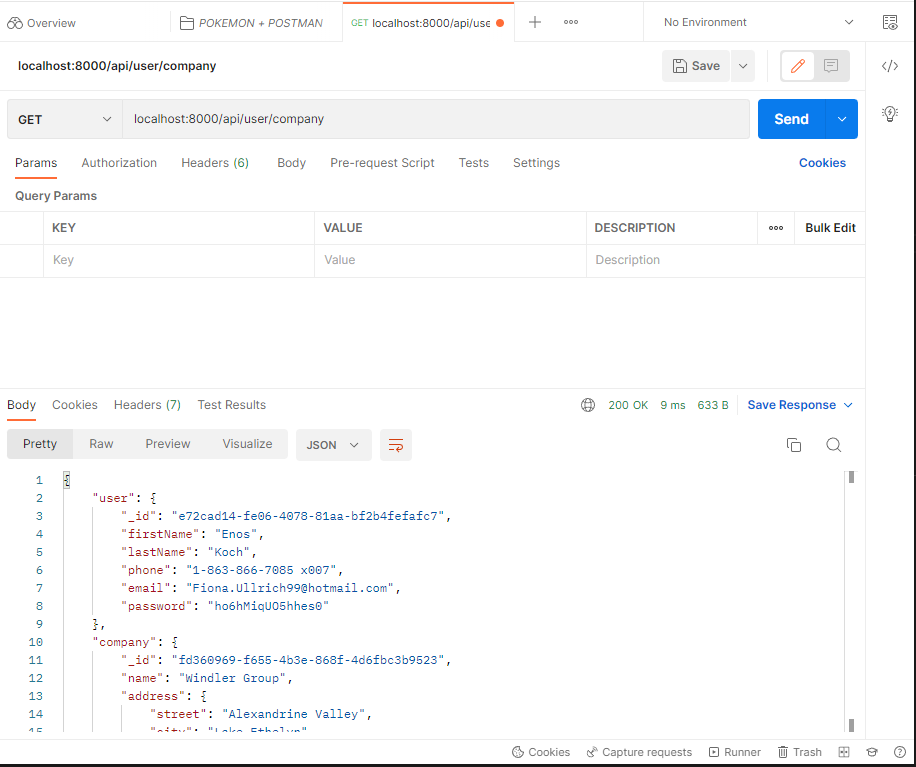 Overview
POKEMON + POSTMAN
GET localhost:8000/api/use
No Environment
localhost:8000/api/user/company
Save
GET
localhost:8000/api/user/company
Send
Params Authorization Headers (6) Body Pre-request Script Tests Settings Cookies
Query Params
KEY VALUE DESCRIPTION Bulk Edit
Key Value Description
Body Cookies Headers (7) Test Results 200 OK 9 ms 633 B Save Response
Pretty Raw Preview Visualize JSON
1 {
2 "user": {
3 "_id": "e72cad14-fe06-4078-81aa-bf2b4fefafc7",
4 "firstName": "Enos",
5 "lastName": "Koch",
6 "phone": "1-863-866-7085 x007",
7 "email": "Fiona.Ullrich99@hotmail.com",
8 "password": "ho6hMiqUO5hhes0"
9 },
10 "company": {
11 "_id": "fd360969-f655-4b3e-868f-4d6fbc3b9523",
12 "name": "Windler Group",
13 "address": {
14 "street": "Alexandrine Valley",
15 "city": "Lake Ethelyn"
Cookies Capture requests Runner Trash